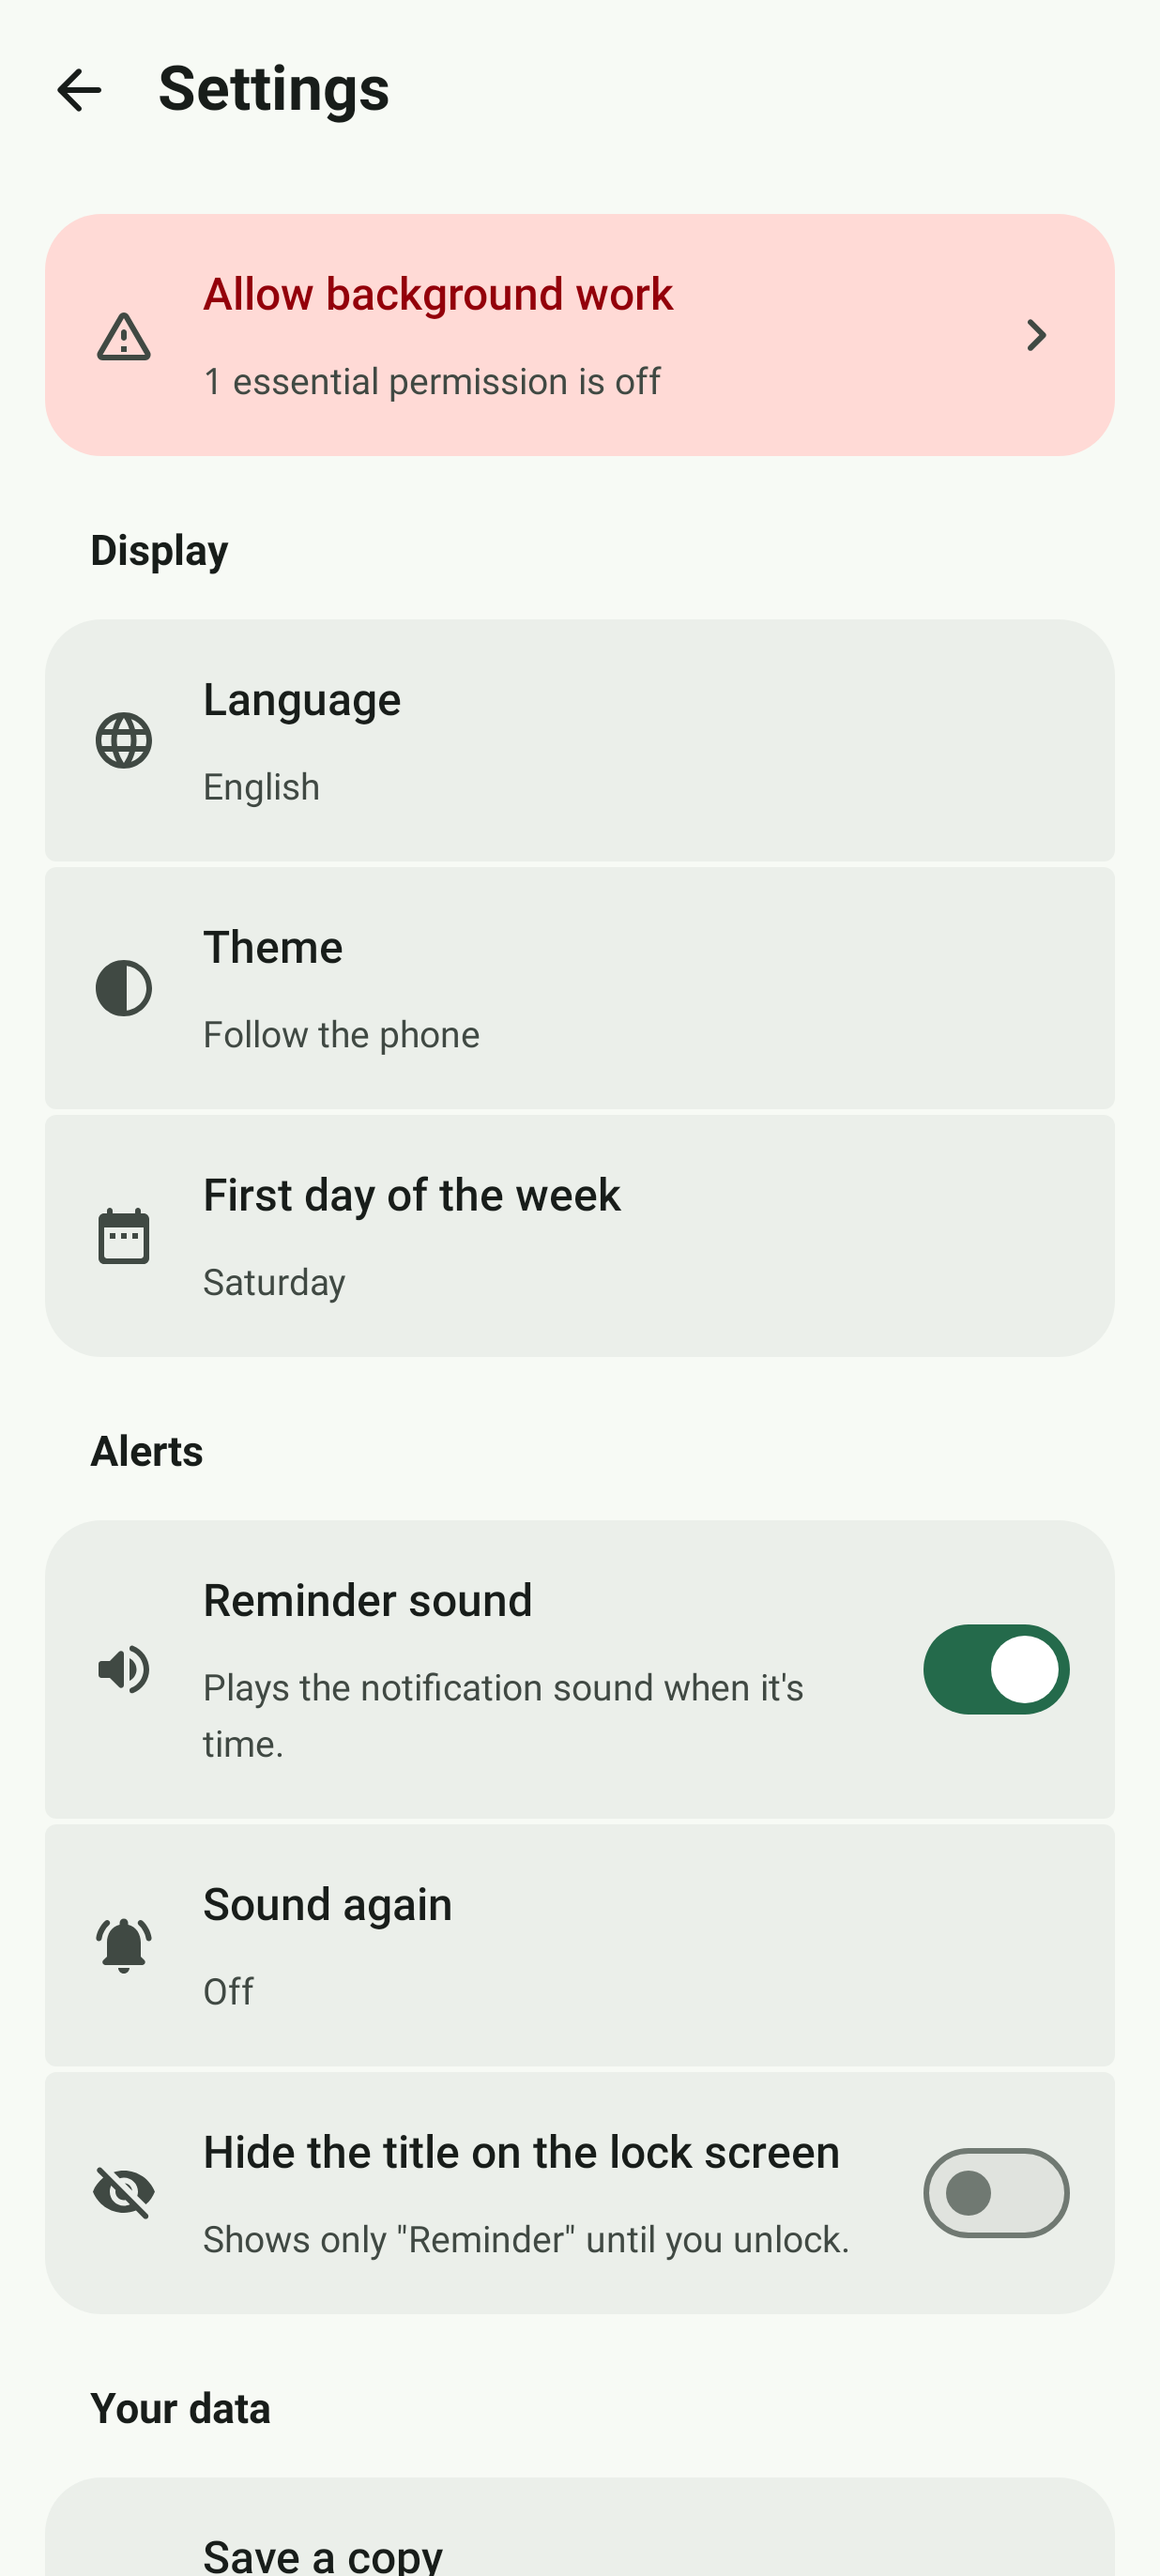 Settings
Allow background work
1 essential permission is off
Display
Language
English
Theme
Follow the phone
First day of the week
Saturday
Alerts
Reminder sound
Plays the notification sound when it's
time.
Sound again
Off
Hide the title on the lock screen
Shows only "Reminder" until you unlock.
Your data
Save a copy